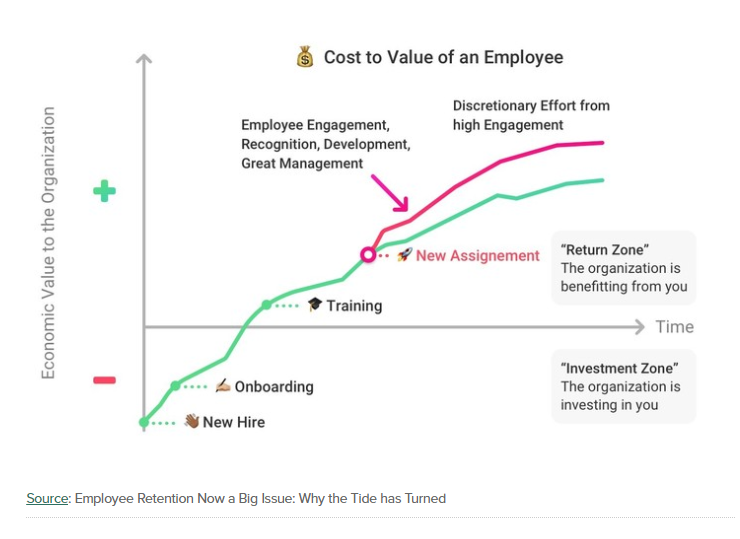 Cost to Value of an Employee
Economic Value to the Organization
Employee Engagement,
Recognition, Development,
Great Management
Discretionary Effort from
high Engagement
New Assignement
Training
Onboarding
New Hire
“Return Zone”
The organization is
benefitting from you
Time
“Investment Zone”
The organization is
investing in you
Source: Employee Retention Now a Big Issue: Why the Tide has Turned